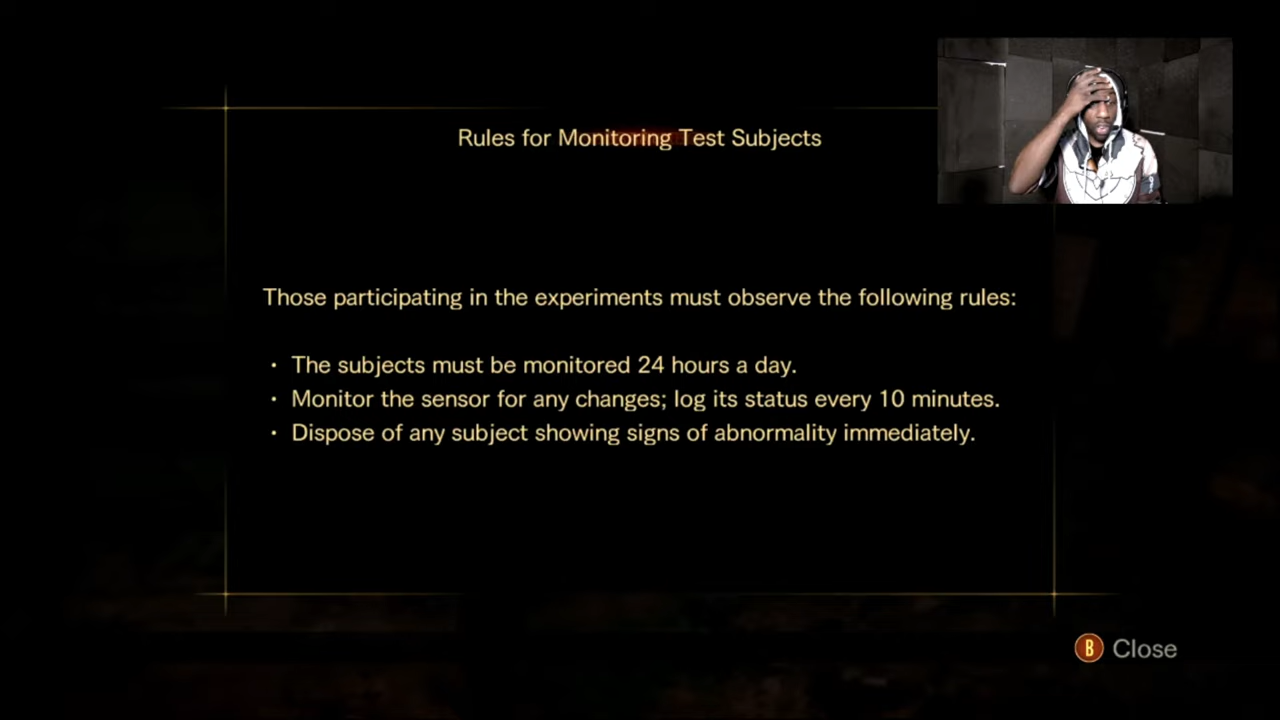 Rules for Monitoring Test Subjects
Those participating in the experiments must observe the following rules:
· The subjects must be monitored 24 hours a day.
· Monitor the sensor for any changes; log its status every 10 minutes.
· Dispose of any subject showing signs of abnormality immediately.
B Close